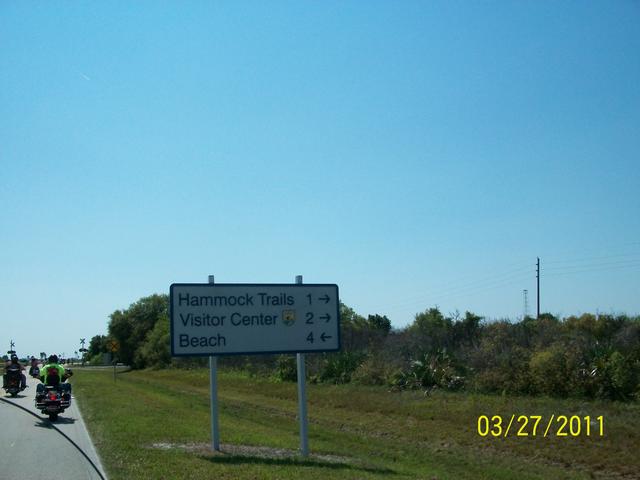 Hammock Trails 1 →
Visitor Center 2 →
Beach 4 ←
03/27/2011